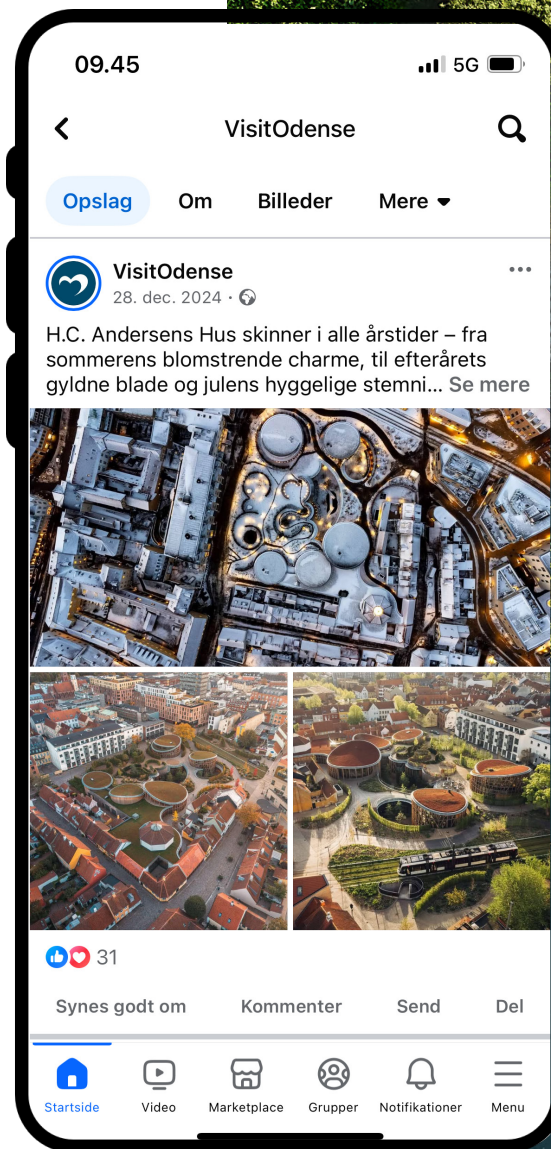 09.45
5G
VisitOdense
Opslag Om Billeder Mere
VisitOdense
28. dec. 2024 ·
H.C. Andersens Hus skinner i alle årstider – fra
sommerens blomstrende charme, til efterårets
gyldne blade og julens hyggelige stemni... Se mere
31
Synes godt om Kommenter Send Del
Startside Video Marketplace Grupper Notifikationer Menu